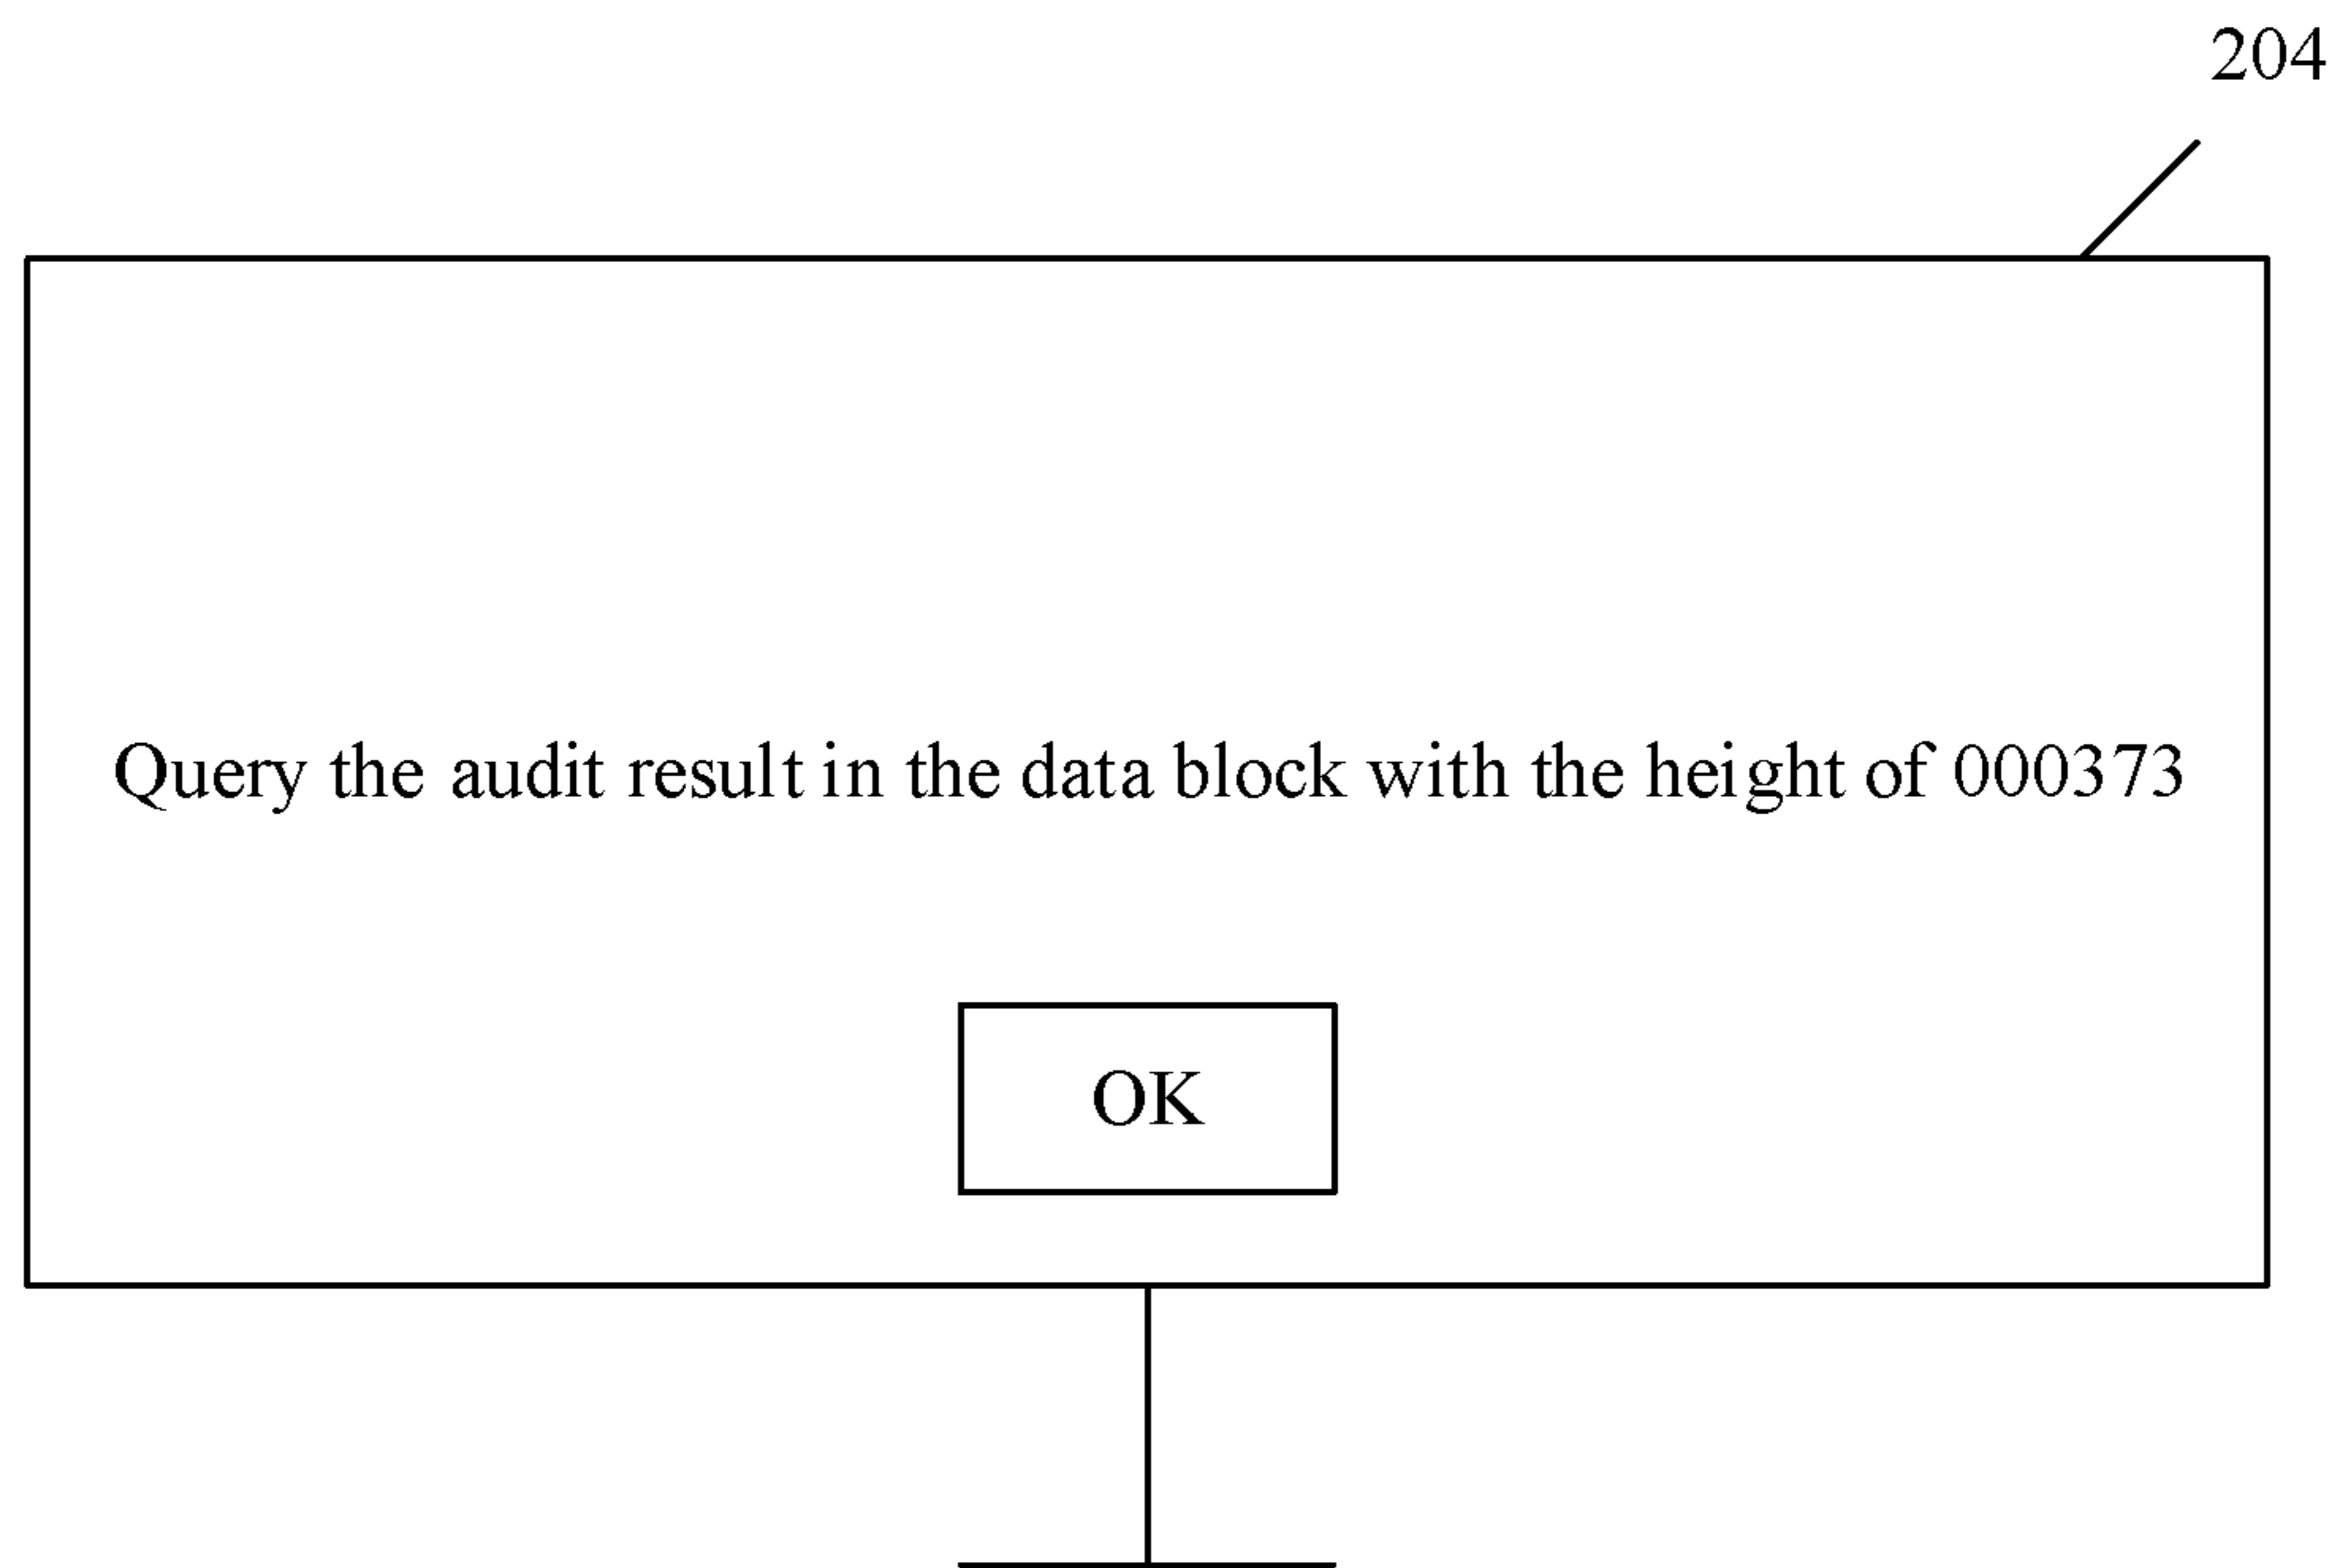 204
Query the audit result in the data block with the height of 000373
OK